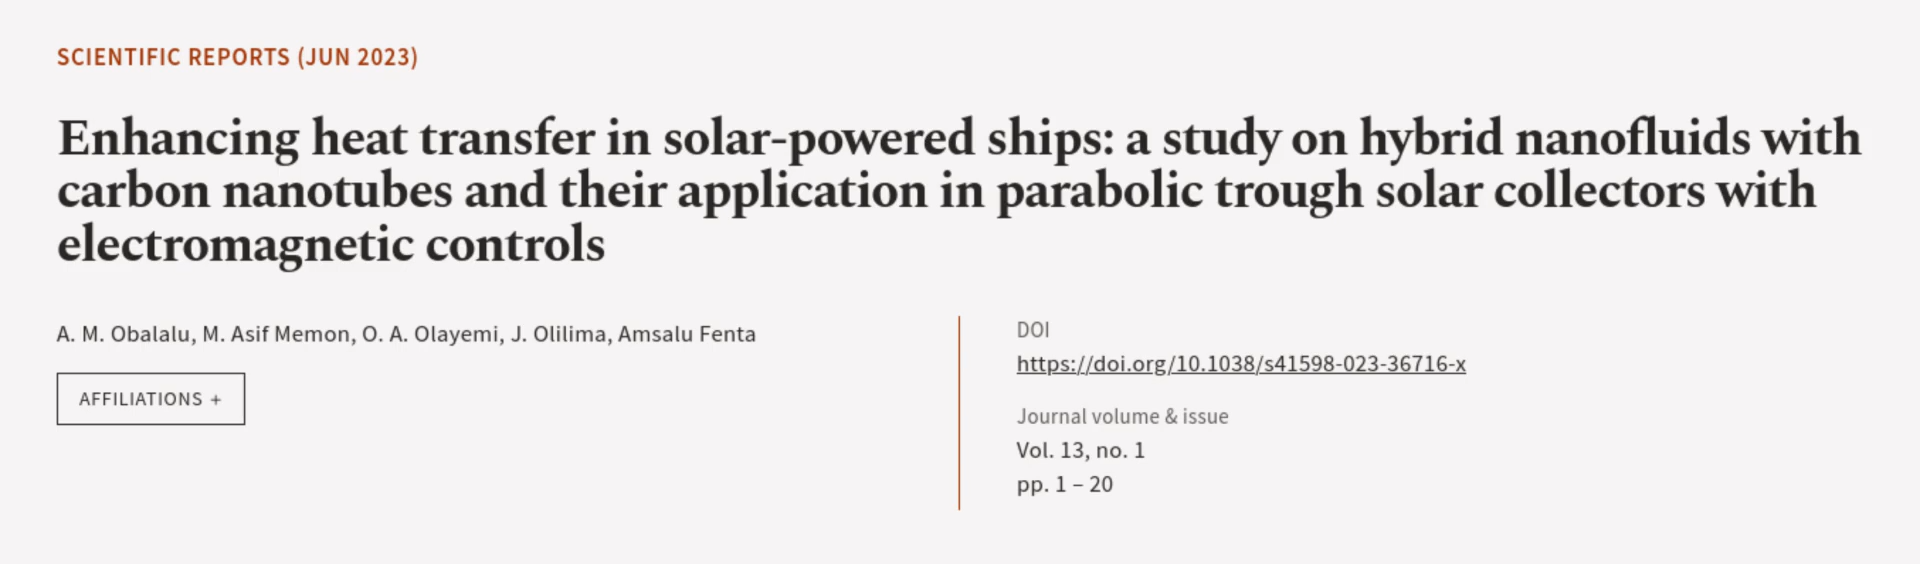 SCIENTIFIC REPORTS (JUN 2023)
Enhancing heat transfer in solar-powered ships: a study on hybrid nanofluids with
carbon nanotubes and their application in parabolic trough solar collectors with
electromagnetic controls
A. M. Obalalu, M. Asif Memon, O. A. Olayemi, J. Olilima, Amsalu Fenta
AFFILIATIONS +
DOI
https://doi.org/10.1038/s41598-023-36716-x
Journal volume & issue
Vol. 13, no. 1
pp. 1 – 20